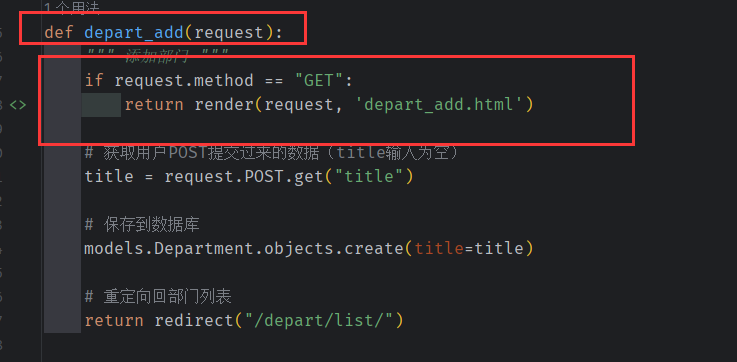 1 个用法
def depart_add(request):
""" 添加部门 """
if request.method == "GET":
return render(request, 'depart_add.html')
# 获取用户POST提交过来的数据（title输入为空）
title = request.POST.get("title")
# 保存到数据库
models.Department.objects.create(title=title)
# 重定向回部门列表
return redirect("/depart/list/")